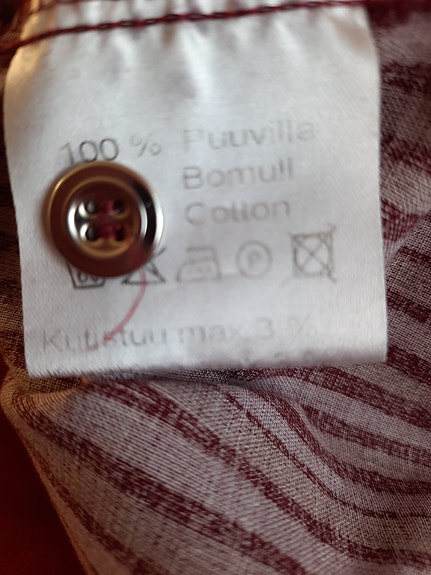 100 % Puuvilla
Bomull
Cotton
P
Kutistuu max 3 %